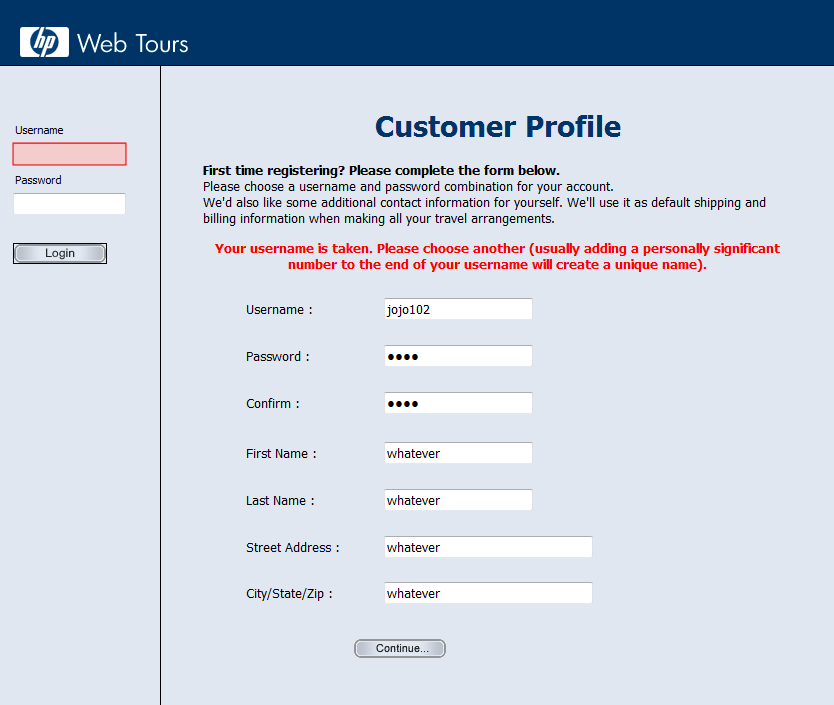 hp Web Tours
Username
Password
Login
Customer Profile
First time registering? Please complete the form below.
Please choose a username and password combination for your account.
We'd also like some additional contact information for yourself. We'll use it as default shipping and
billing information when making all your travel arrangements.
Your username is taken. Please choose another (usually adding a personally significant
number to the end of your username will create a unique name).
Username : jojo102
Password : ●●●●
Confirm : ●●●●
First Name : whatever
Last Name : whatever
Street Address : whatever
City/State/Zip : whatever
Continue...